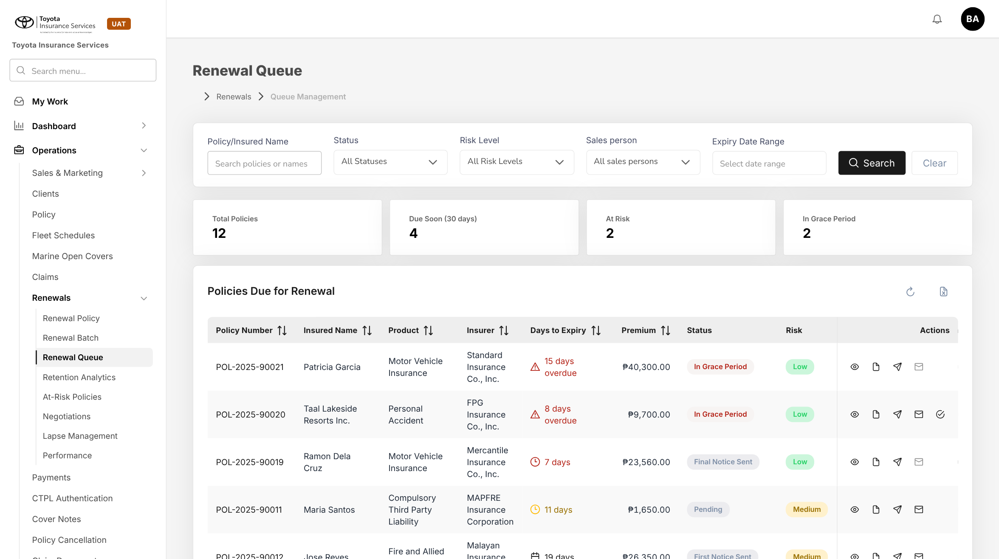 Toyota
Insurance Services
UAT
Toyota Insurance Services
Search menu...
My Work
Dashboard
Operations
Sales & Marketing
Clients
Policy
Fleet Schedules
Marine Open Covers
Claims
Renewals
Renewal Policy
Renewal Batch
Renewal Queue
Retention Analytics
At-Risk Policies
Negotiations
Lapse Management
Performance
Payments
CTPL Authentication
Cover Notes
Policy Cancellation
BA
Renewal Queue
Renewals
Queue Management
Policy/Insured Name
Search policies or names
Status
All Statuses
Risk Level
All Risk Levels
Sales person
All sales persons
Expiry Date Range
Select date range
Search
Clear
Total Policies
12
Due Soon (30 days)
4
At Risk
2
In Grace Period
2
Policies Due for Renewal
Policy Number Insured Name Product Insurer Days to Expiry Premium Status Risk Actions
POL-2025-90021
Patricia Garcia
Motor Vehicle
Insurance
Standard
Insurance
Co., Inc.
15 days
overdue
₱40,300.00
In Grace Period
Low
POL-2025-90020
Taal Lakeside
Resorts Inc.
Personal
Accident
FPG
Insurance
Co., Inc.
8 days
overdue
₱9,700.00
In Grace Period
Low
POL-2025-90019
Ramon Dela
Cruz
Motor Vehicle
Insurance
Mercantile
Insurance
Co., Inc.
7 days
₱23,560.00
Final Notice Sent
Low
POL-2025-90011
Maria Santos
Compulsory
Third Party
Liability
MAPFRE
Insurance
Corporation
11 days
₱1,650.00
Pending
Medium
POL-2025-90012
Jose Reyes
Fire and Allied
Malayan
Insurance
19 days
₱26,350.00
First Notice Sent
Medium